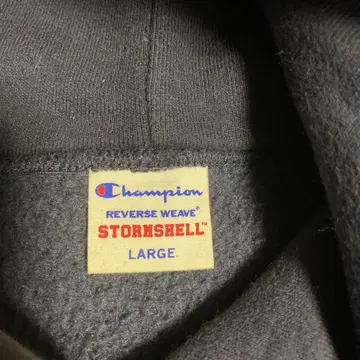 Champion
REVERSE WEAVE®
STORMSHELL™
LARGE